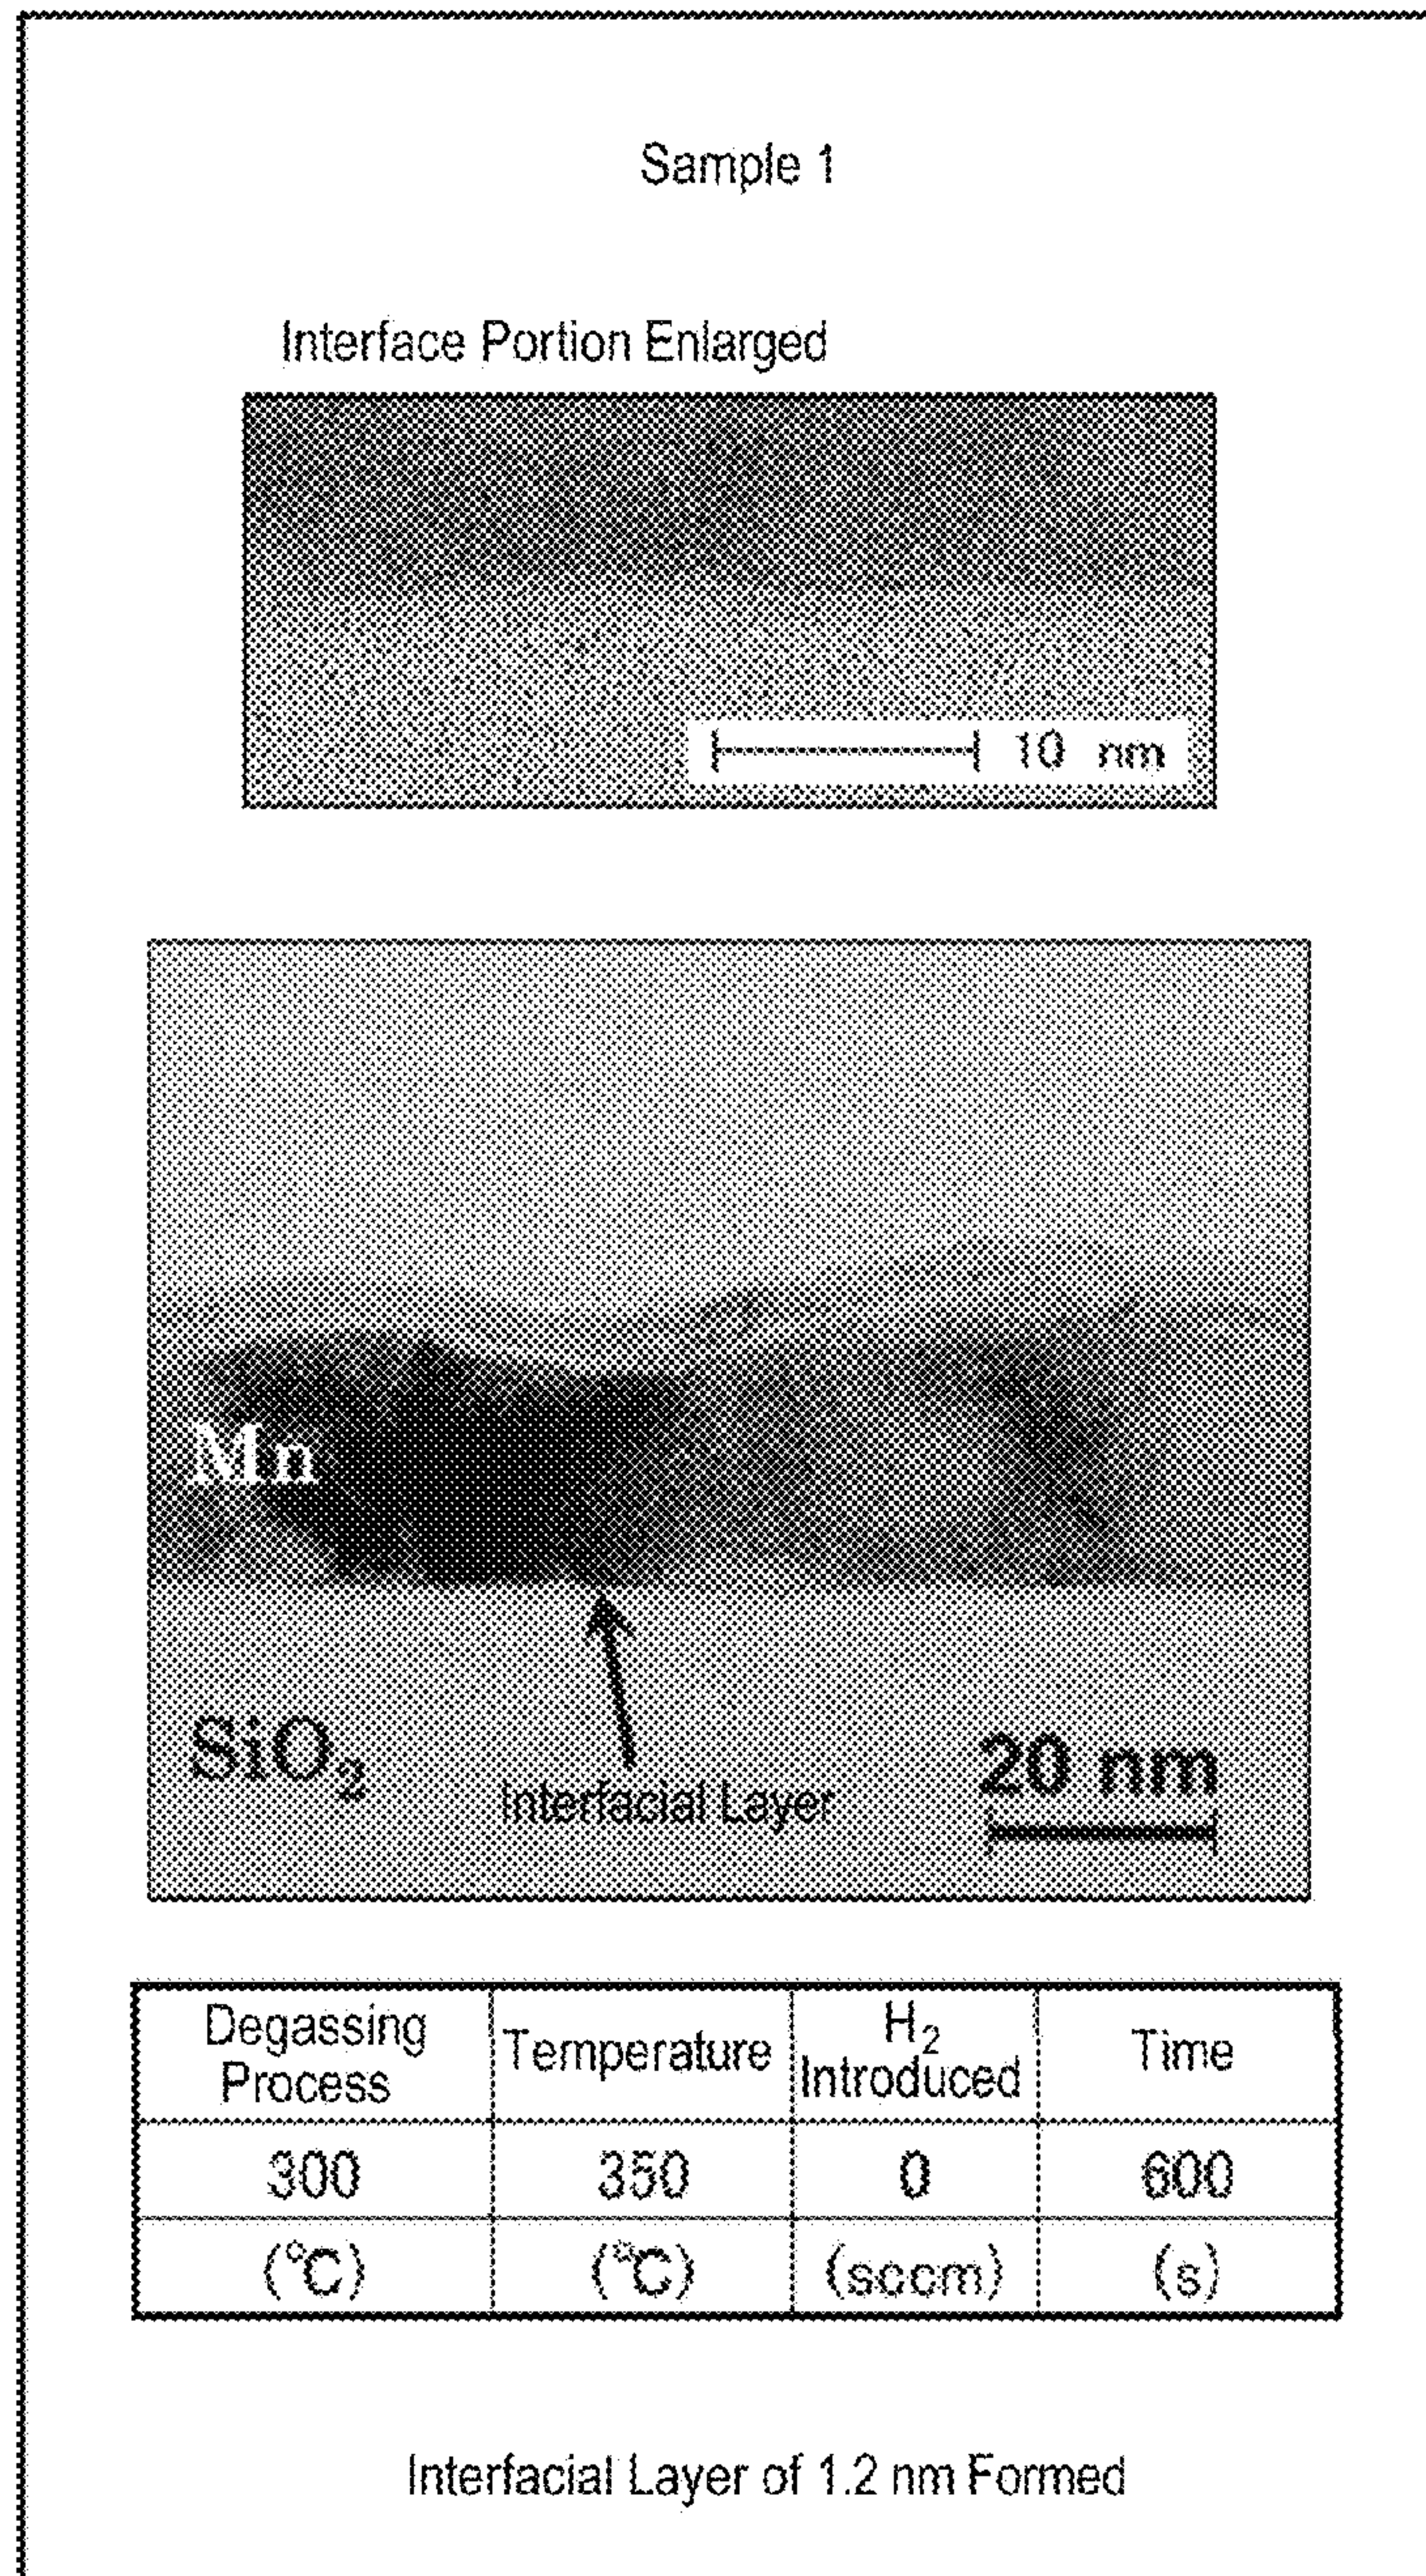 Sample 1
Interface Portion Enlarged
10 nm
Mn
SiO₂
Interfacial Layer
20 nm
Degassing Process
Temperature
H₂ Introduced
Time
300
350
0
600
(℃)
(℃)
(sccm)
(s)
Interfacial Layer of 1.2 nm Formed